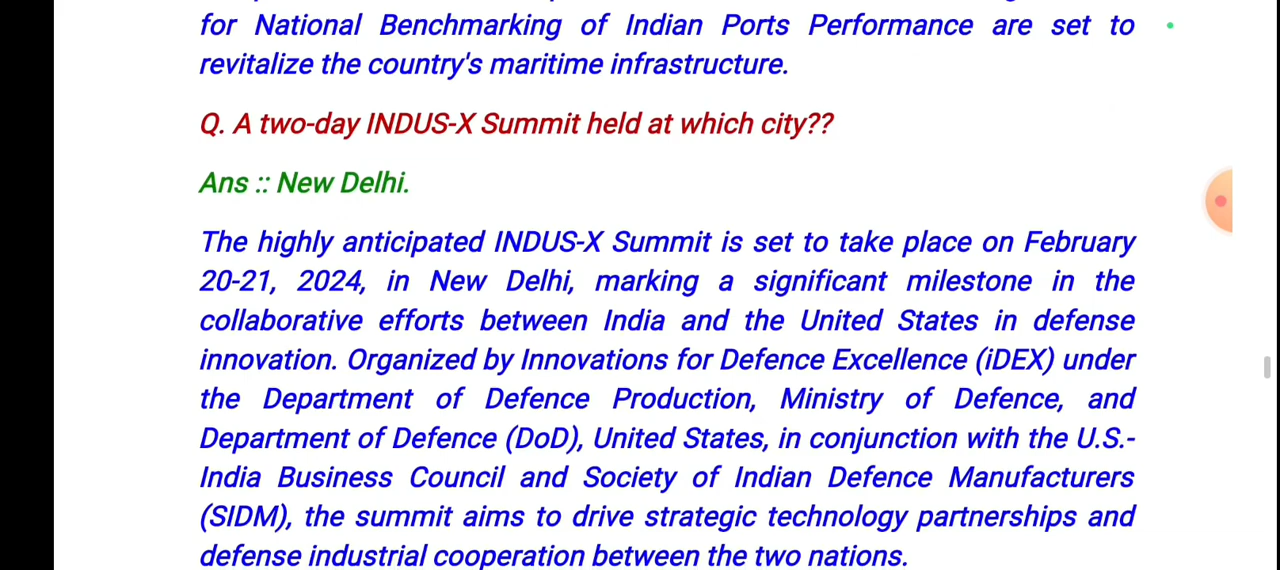 for National Benchmarking of Indian Ports Performance are set to
revitalize the country's maritime infrastructure.
Q. A two-day INDUS-X Summit held at which city??
Ans :: New Delhi.
The highly anticipated INDUS-X Summit is set to take place on February
20-21, 2024, in New Delhi, marking a significant milestone in the
collaborative efforts between India and the United States in defense
innovation. Organized by Innovations for Defence Excellence (iDEX) under
the Department of Defence Production, Ministry of Defence, and
Department of Defence (DoD), United States, in conjunction with the U.S.-
India Business Council and Society of Indian Defence Manufacturers
(SIDM), the summit aims to drive strategic technology partnerships and
defense industrial cooperation between the two nations.